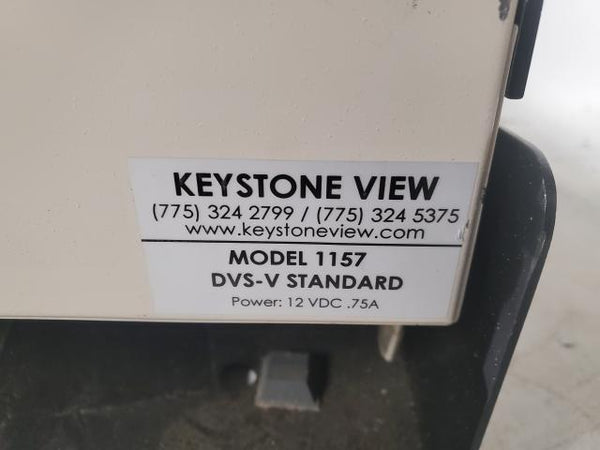 KEYSTONE VIEW
(775) 324 2799 / (775) 324 5375
www.keystoneview.com
MODEL 1157
DVS-V STANDARD
Power: 12 VDC .75A